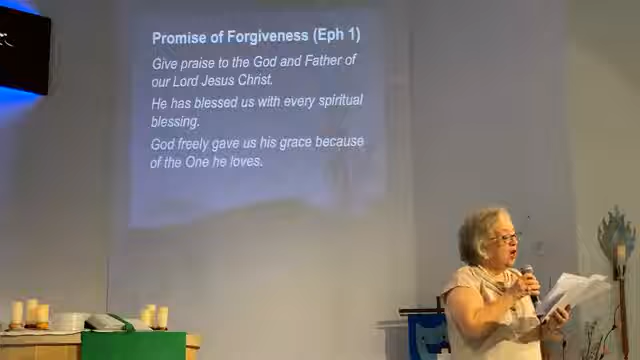 Promise of Forgiveness (Eph 1)
Give praise to the God and Father of
our Lord Jesus Christ.
He has blessed us with every spiritual
blessing.
God freely gave us his grace because
of the One he loves.